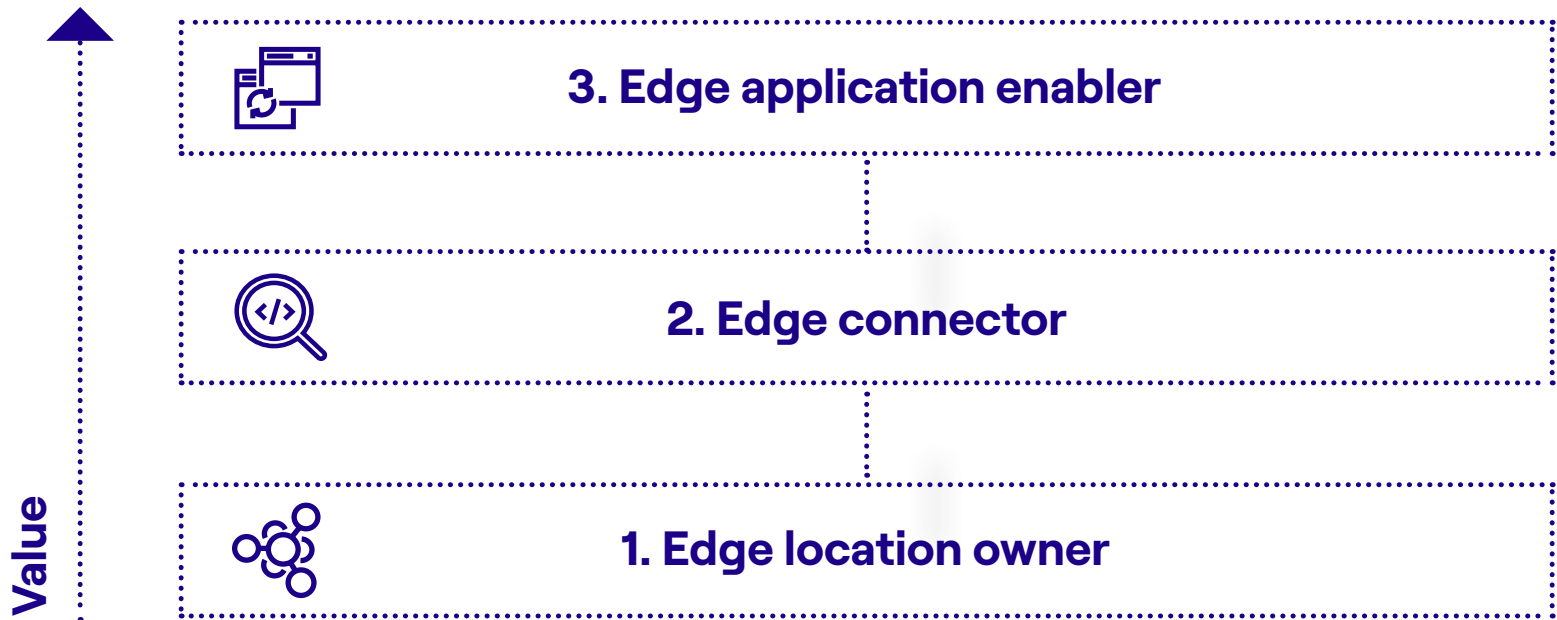 3. Edge application enabler
2. Edge connector
1. Edge location owner
Value